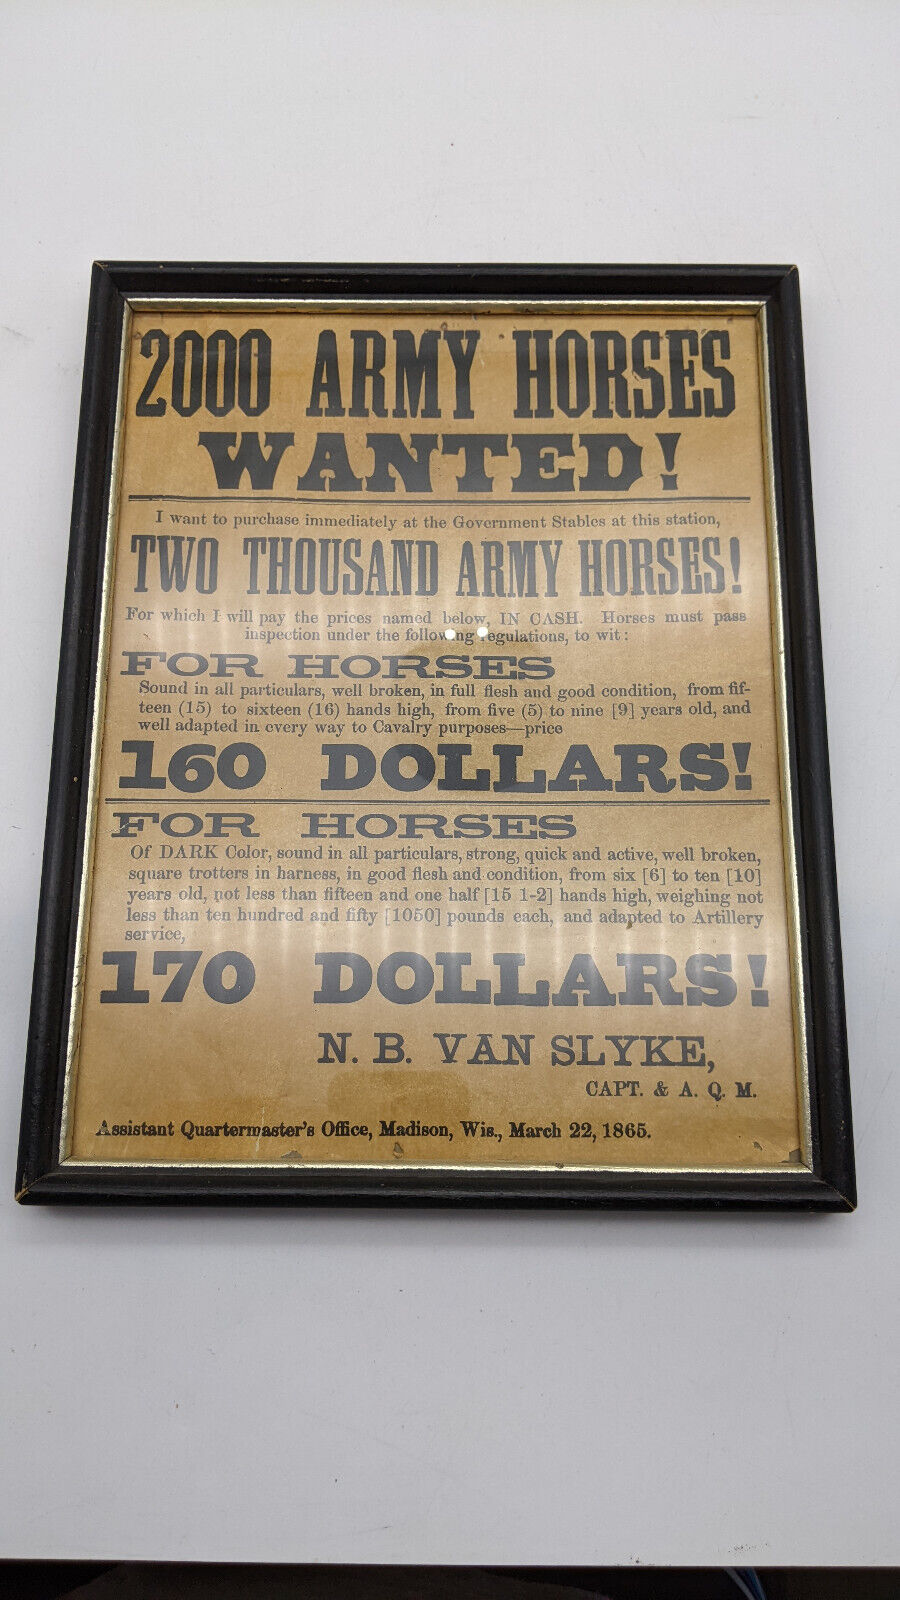 2000 ARMY HORSES
WANTED!
I want to purchase immediately at the Government Stables at this station,
TWO THOUSAND ARMY HORSES!
For which I will pay the prices named below, IN CASH. Horses must pass
inspection under the following regulations, to wit:
FOR HORSES
Sound in all particulars, well broken, in full flesh and good condition, from fif-
teen (15) to sixteen (16) hands high, from five (5) to nine [9] years old, and
well adapted in every way to Cavalry purposes—price
160 DOLLARS!
FOR HORSES
Of DARK Color, sound in all particulars, strong, quick and active, well broken,
square trotters in harness, in good flesh and condition, from six [6] to ten [10]
years old, not less than fifteen and one half [15 1-2] hands high, weighing not
less than ten hundred and fifty [1050] pounds each, and adapted to Artillery
service,
170 DOLLARS!
N. B. VAN SLYKE,
CAPT. & A. Q. M.
Assistant Quartermaster's Office, Madison, Wis., March 22, 1865.